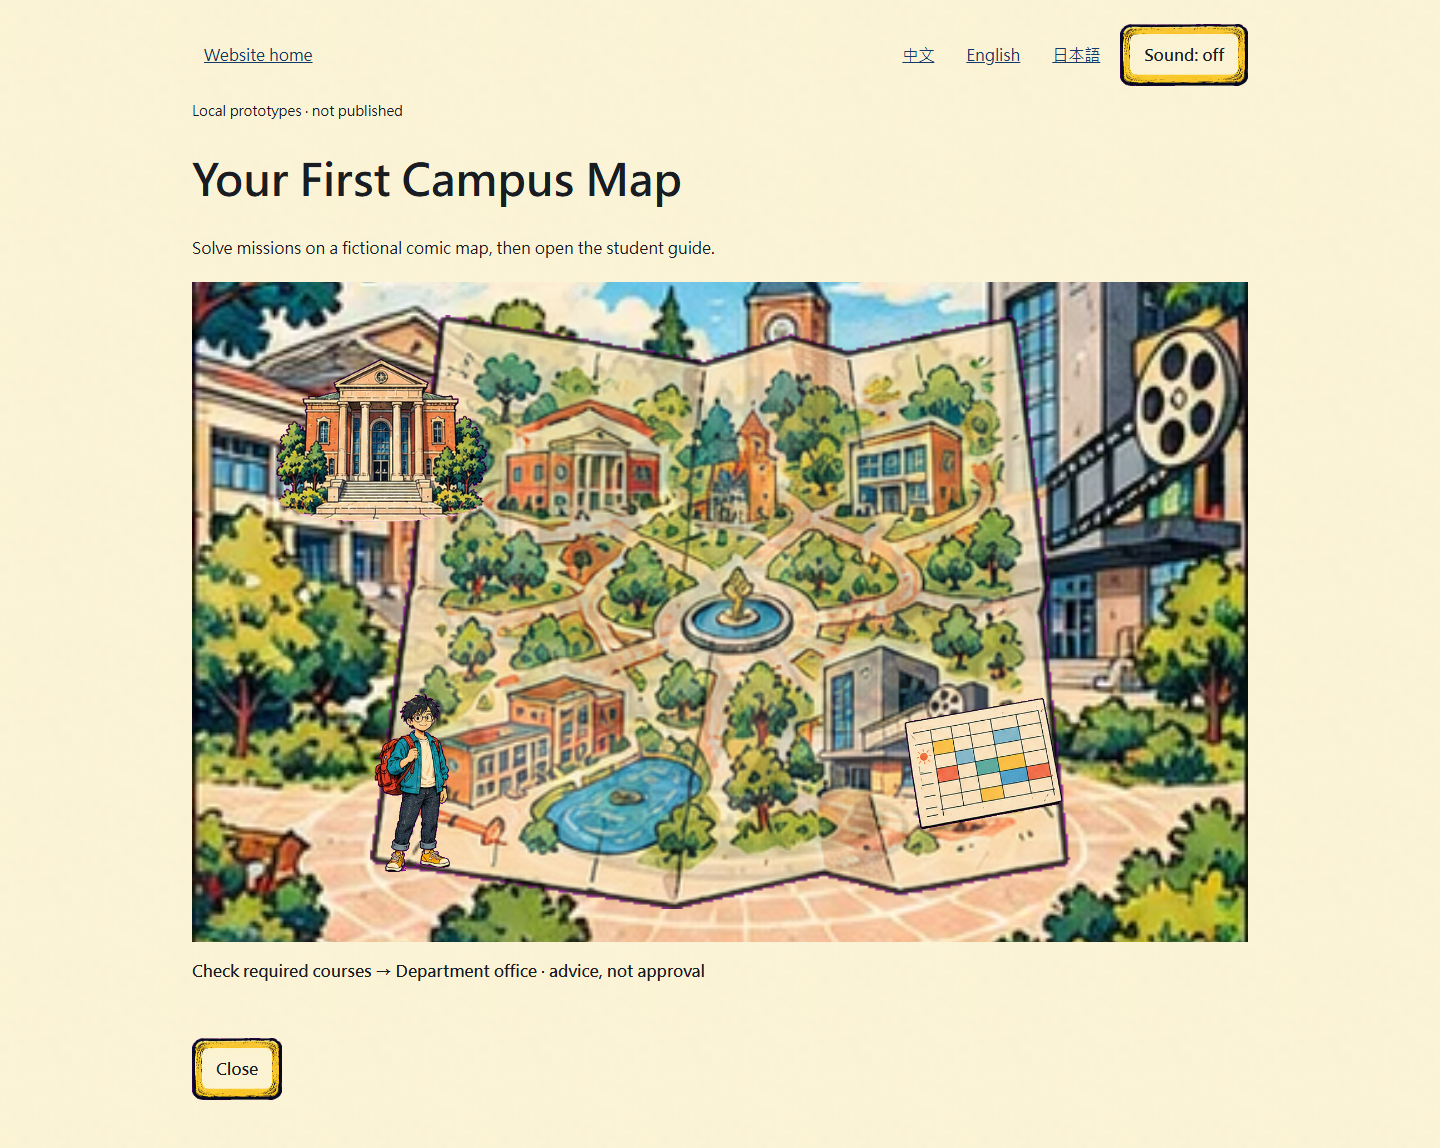 Website home
中文
English
日本語
Sound: off
Local prototypes · not published
Your First Campus Map
Solve missions on a fictional comic map, then open the student guide.
Check required courses → Department office · advice, not approval
Close